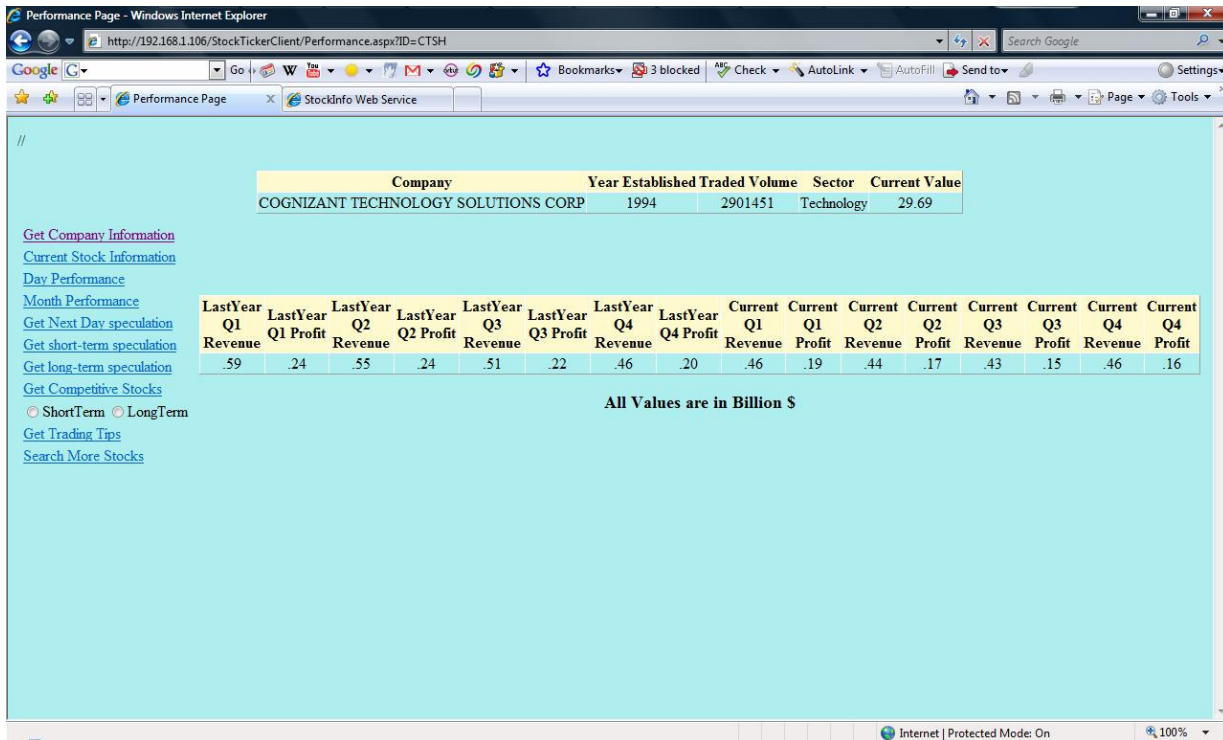 Performance Page - Windows Internet Explorer
http://192.168.1.106/StockTickerClient/Performance.aspx?ID=CTSH
Search Google
Google
Go
W
You
Bookmarks
3 blocked
ABC
Check
AutoLink
AutoFill
Send to
Settings
Performance Page
StockInfo Web Service
Page
Tools
//
Company Year Established Traded Volume Sector Current Value
COGNIZANT TECHNOLOGY SOLUTIONS CORP 1994 2901451 Technology 29.69
Get Company Information
Current Stock Information
Day Performance
Month Performance
Get Next Day speculation
Get short-term speculation
Get long-term speculation
Get Competitive Stocks
ShortTerm LongTerm
Get Trading Tips
Search More Stocks
LastYear Q1 Revenue LastYear Q1 Profit LastYear Q2 Revenue LastYear Q2 Profit LastYear Q3 Revenue LastYear Q3 Profit LastYear Q4 Revenue LastYear Q4 Profit Current Q1 Revenue Current Q1 Profit Current Q2 Revenue Current Q2 Profit Current Q3 Revenue Current Q3 Profit Current Q4 Revenue Current Q4 Profit
.59 .24 .55 .24 .51 .22 .46 .20 .46 .19 .44 .17 .43 .15 .46 .16
All Values are in Billion $
Internet | Protected Mode: On
100%